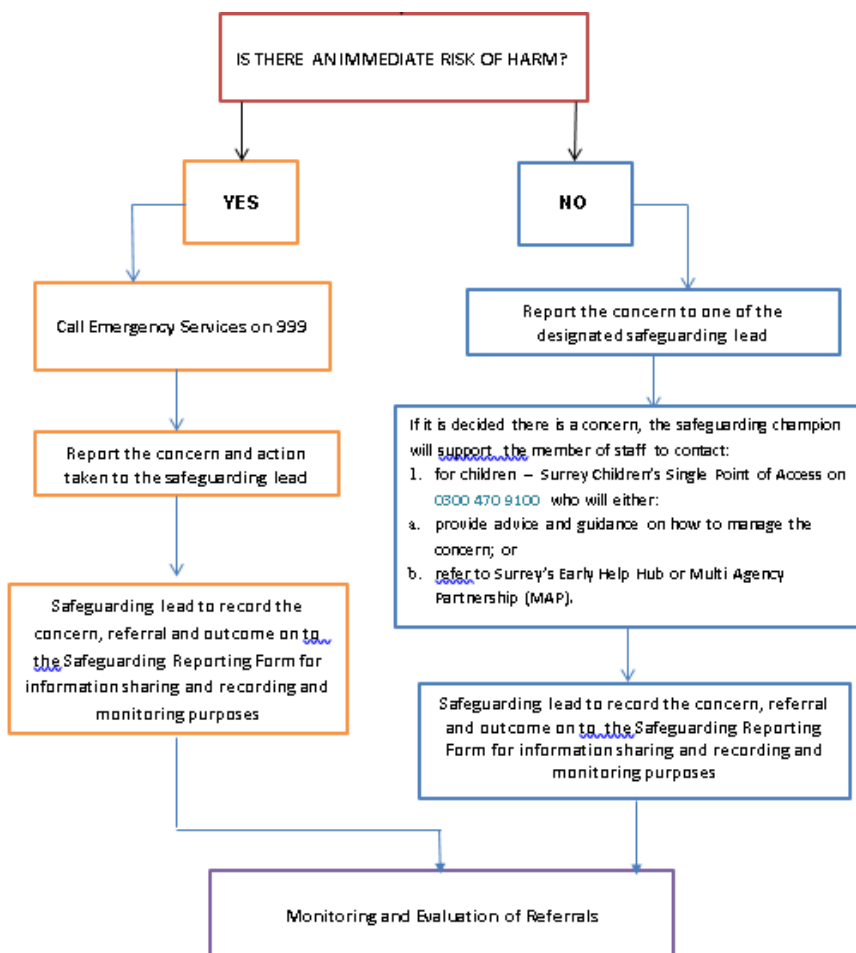 IS THERE AN IMMEDIATE RISK OF HARM?
YES
NO
Call Emergency Services on 999
Report the concern and action
taken to the safeguarding lead
Safeguarding lead to record the
concern, referral and outcome on to
the Safeguarding Reporting Form for
information sharing and recording and
monitoring purposes
Report the concern to one of the
designated safeguarding lead
If it is decided there is a concern, the safeguarding champion
will support the member of staff to contact:
1. for children – Surrey Children's Single Point of Access on
0300 470 9100 who will either:
a. provide advice and guidance on how to manage the
concern; or
b. refer to Surrey's Early Help Hub or Multi Agency
Partnership (MAP).
Safeguarding lead to record the concern, referral
and outcome on to the Safeguarding Reporting
Form for information sharing and recording and
monitoring purposes
Monitoring and Evaluation of Referrals